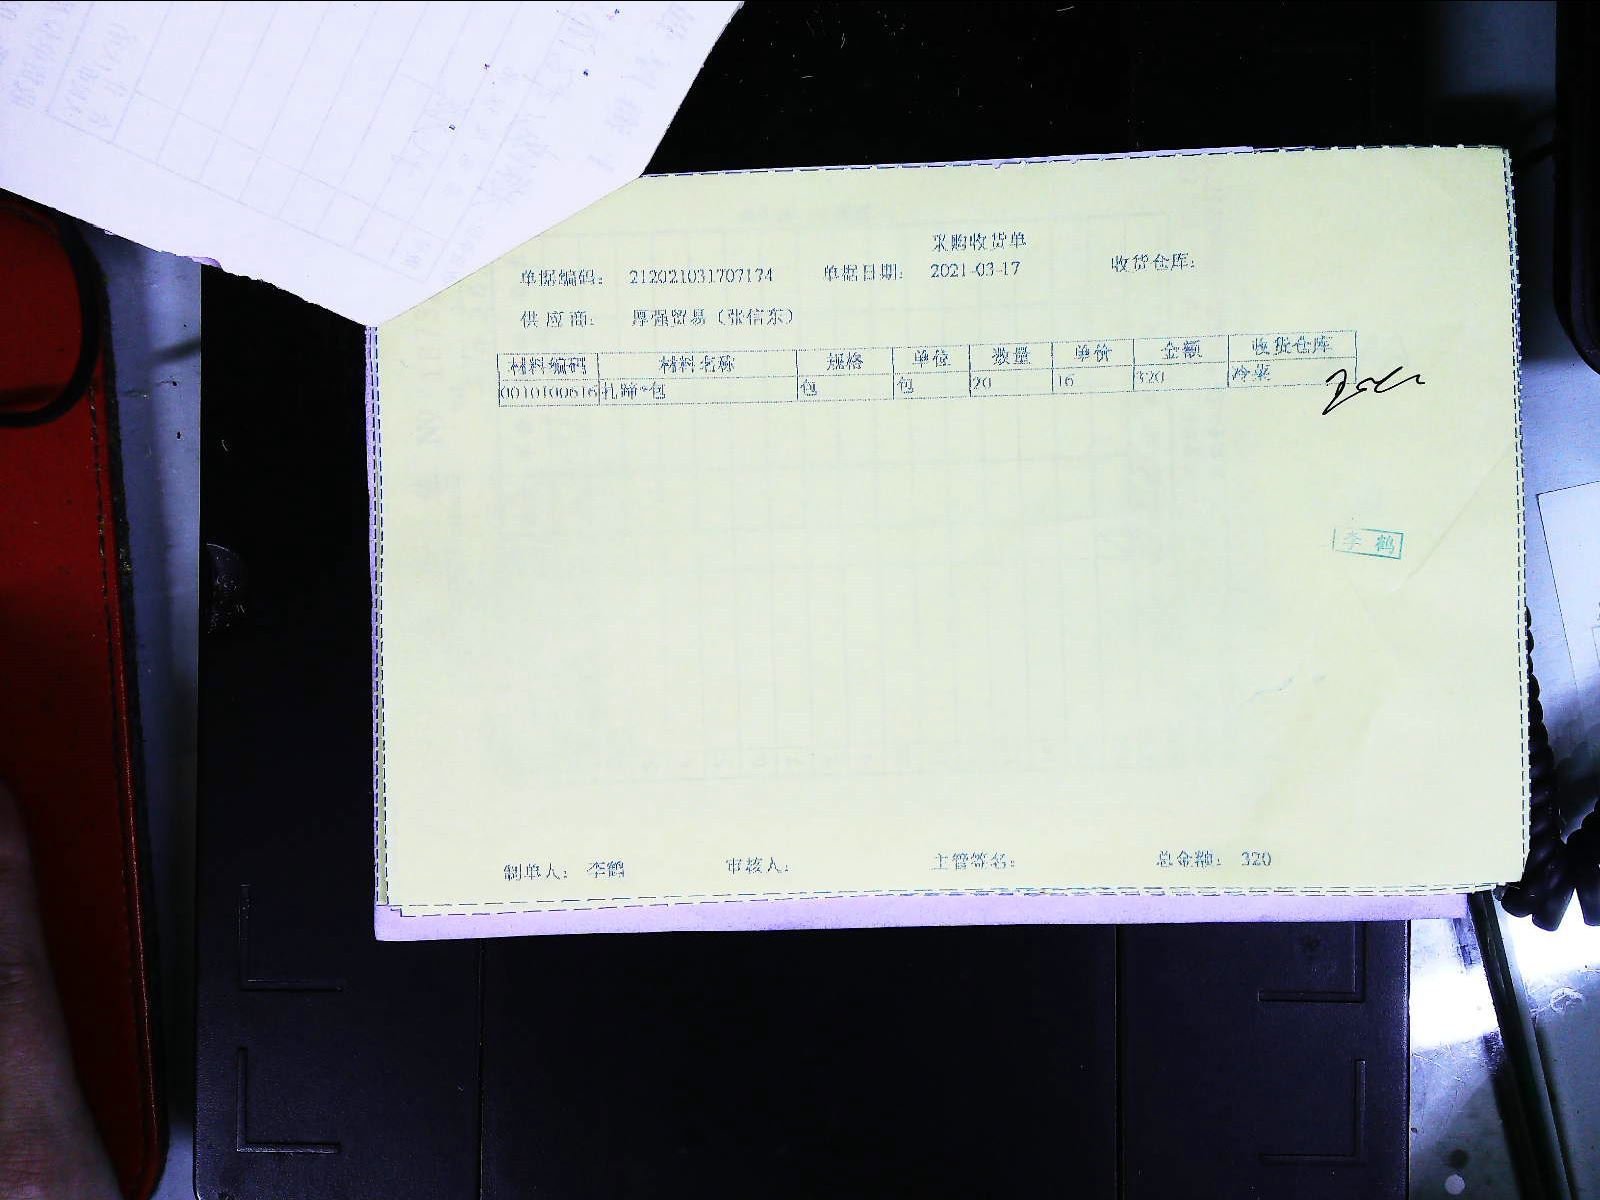 采购收货单
单据编码： 212021031707174 单据日期： 2021-03-17 收货仓库：
供应商： 厚强贸易（张信东）
材料编码 材料名称 规格 单位 数量 单价 金额 收货仓库
0010100616 扎蹄*包 包 包 20 16 320 冷菜
李鹤
制单人： 李鹤 审核人： 主管签名： 总金额： 320